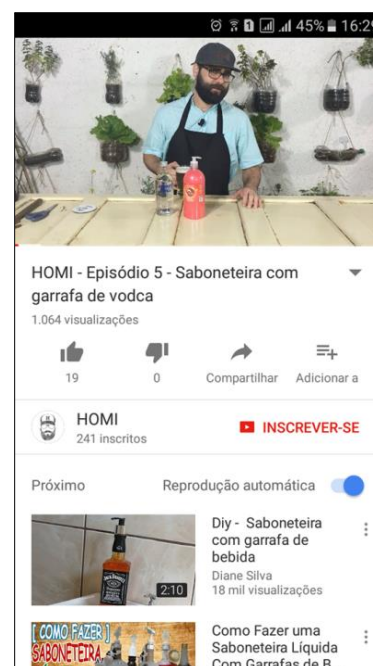 45% 16:29
HOMI - Episódio 5 - Saboneteira com
garrafa de vodca
1.064 visualizações
19
0
Compartilhar
Adicionar a
HOMI
241 inscritos
INSCREVER-SE
Próximo
Reprodução automática
Diy - Saboneteira
com garrafa de
bebida
Diane Silva
18 mil visualizações
2:10
[COMO FAZER]
SABONETEIRA
Como Fazer uma
Saboneteira Líquida
Com Garrafas de B